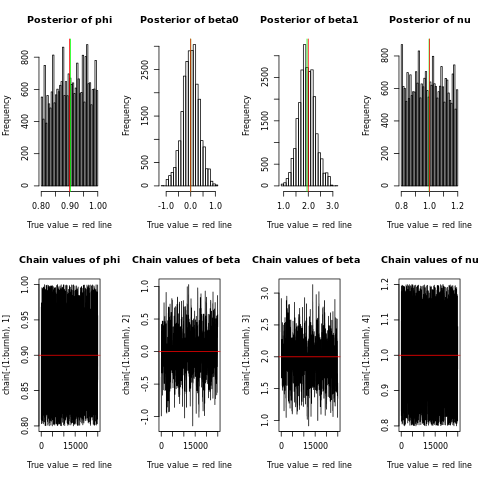 Posterior of phi
Posterior of beta0
Posterior of beta1
Posterior of nu
Frequency
0 200 400 600 800
0.80 0.90 1.00
True value = red line
Frequency
0 500 1500 3000
-1.0 0.0 1.0
True value = red line
Frequency
0 500 1500 2500
1.0 2.0 3.0
True value = red line
Frequency
0 200 400 600 800
0.8 1.0 1.2
True value = red line
Chain values of phi
Chain values of beta
Chain values of beta
Chain values of nu
chain[-(1:burnIn), 1]
0.80 0.85 0.90 0.95 1.00
0 15000
True value = red line
chain[-(1:burnIn), 2]
-1.0 -0.5 0.0 0.5 1.0
0 15000
True value = red line
chain[-(1:burnIn), 3]
1.0 1.5 2.0 2.5 3.0
0 15000
True value = red line
chain[-(1:burnIn), 4]
0.8 0.9 1.0 1.1 1.2
0 15000
True value = red line